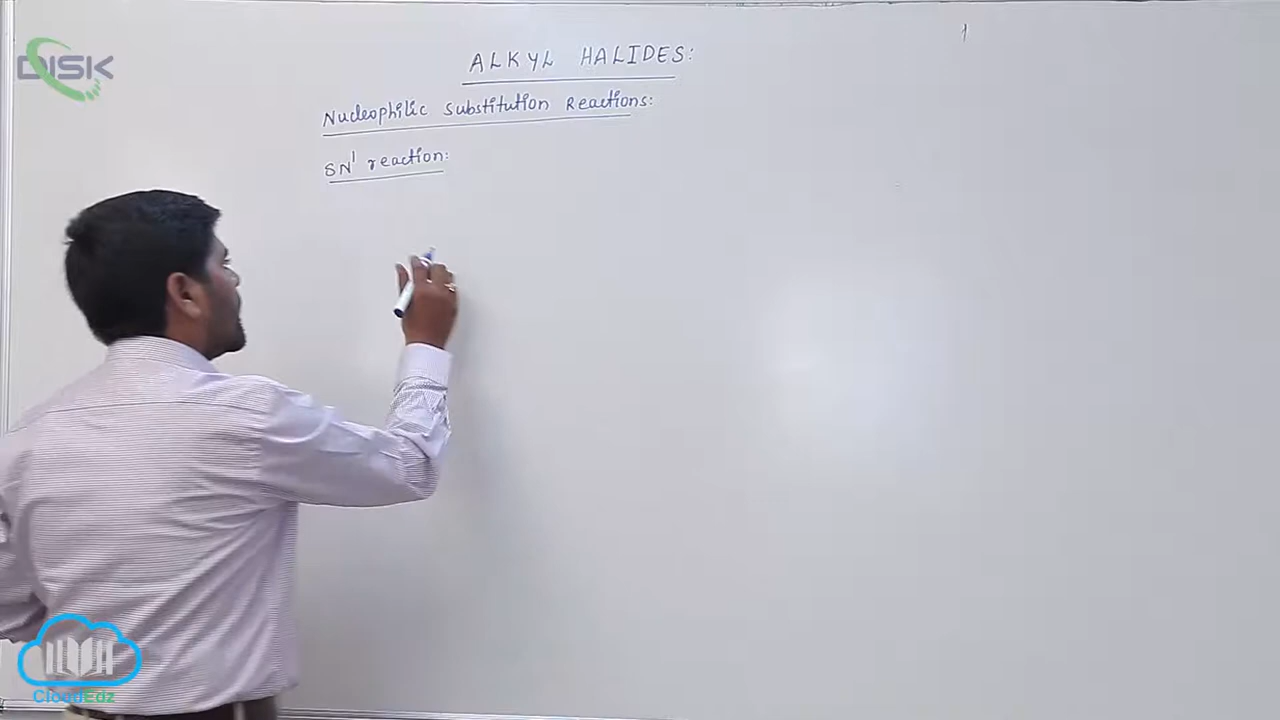 DISK
ALKYL HALIDES:
Nucleophilic Substitution Reactions:
SN¹ reaction:
CloudEdz